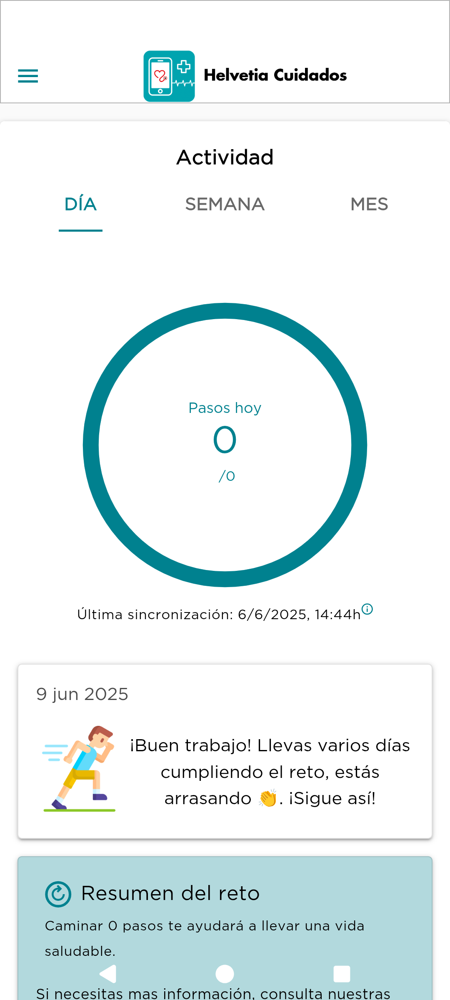 Helvetia Cuidados
Actividad
DÍA SEMANA MES
Pasos hoy
0
/0
Última sincronización: 6/6/2025, 14:44h
9 jun 2025
¡Buen trabajo! Llevas varios días
cumpliendo el reto, estás
arrasando 👏. ¡Sigue así!
Resumen del reto
Caminar 0 pasos te ayudará a llevar una vida
saludable.
Si necesitas mas información, consulta nuestras